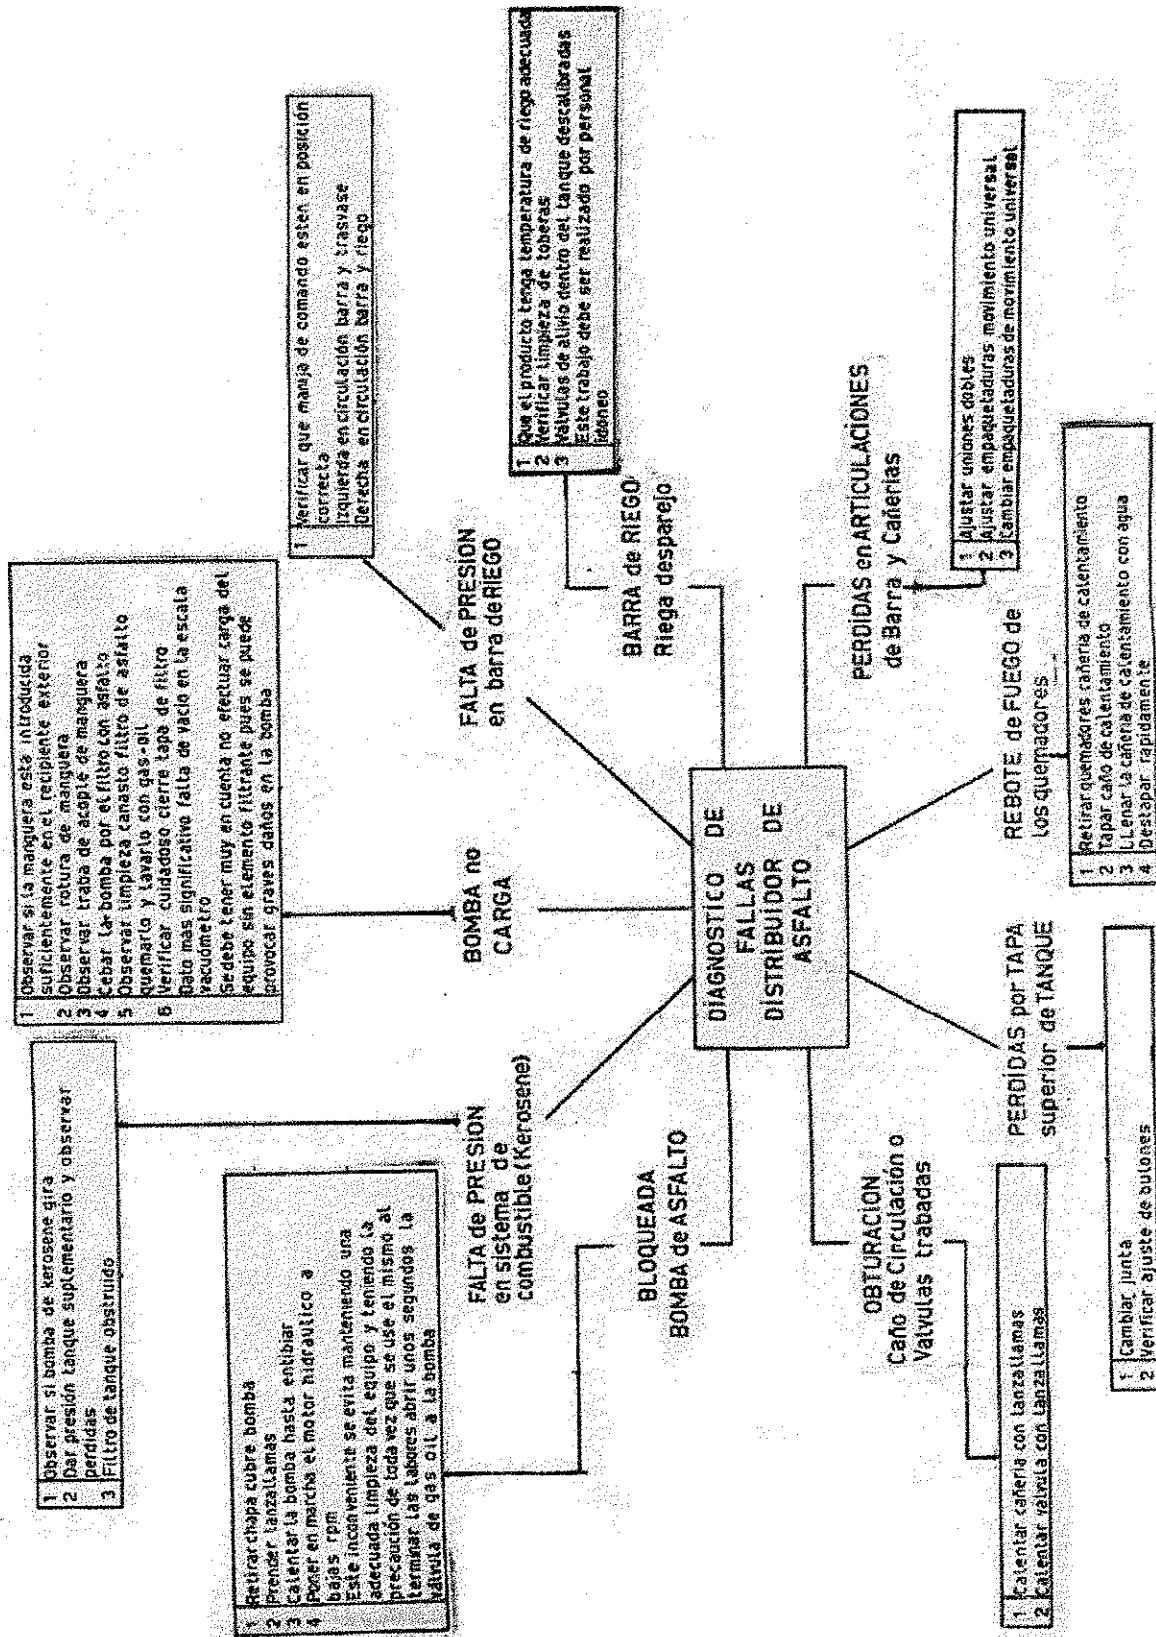 1 Observar si bomba de kerosene gira
2 Dar presión tanque suplementario y observar
perdidas
3 Filtro de tanque obstruido
1 Observar si la manguera esta introducida
suficientemente en el recipiente exterior
2 Observar rotura de manguera
3 Observar traba de acople de manguera
4 Cebar la bomba por el filtro con asfalto
5 Observar limpieza canasto filtro de asfalto
quemarlo y lavarlo con gas-oil
6 Verificar cuidadoso cierre tapa de filtro
Dato mas significativo falta de vacio en la escala
vacuómetro
Se debe tener muy en cuenta no efectuar carga del
equipo sin elemento filtrante pues se puede
provocar graves daños en la bomba
1 Retirar chapa cubre bomba
2 Prender lanzallamas
3 Calentar la bomba hasta entibiar
4 Poner en marcha el motor hidraulico a
bajas rpm
Este inconveniente se evita manteniendo una
adecuada limpieza del equipo y teniendo la
precaución de toda vez que se use el mismo al
terminar las labores abrir unos segundos la
válvula de gas oil a la bomba
1 Verificar que manija de comando esten en posición
correcta
Izquierda en circulación barra y trasvase
Derecha en circulación barra y riego
FALTA de PRESION
en sistema de
combustible(Kerosene)
BOMBA no
CARGA
FALTA de PRESION
en barra deRIEGO
1 Que el producto tenga temperatura de riego adecuada
2 Verificar limpieza de toberas
3 Válvulas de alivio dentro del tanque descalibradas
Este trabajo debe ser realizado por personal
idoneo
BLOQUEADA
BOMBA de ASFALTO
BARRA de RIEGO
Riega desparejo
DIAGNOSTICO DE
FALLAS
DISTRIBUIDOR DE
ASFALTO
OBTURACION
Caño de Circulación o
Valvulas trabadas
PERDIDAS en ARTICULACIONES
de Barra y Cañerias
PERDIDAS por TAPA
superior de TANQUE
REBOTE de FUEGO de
los quemadores
1 Ajustar uniones dobles
2 Ajustar empaquetaduras movimiento universal
3 Cambiar empaquetaduras de movimiento universal
1 Calentar cañeria con lanzallamas
2 Calentar valvula con lanzallamas
1 Cambiar junta
2 Verificar ajuste de bulones
1 Retirar quemadores cañeria de calentamiento
2 Tapar caño de calentamiento
3 LLenar la cañeria de calentamiento con agua
4 Destapar rapidamente